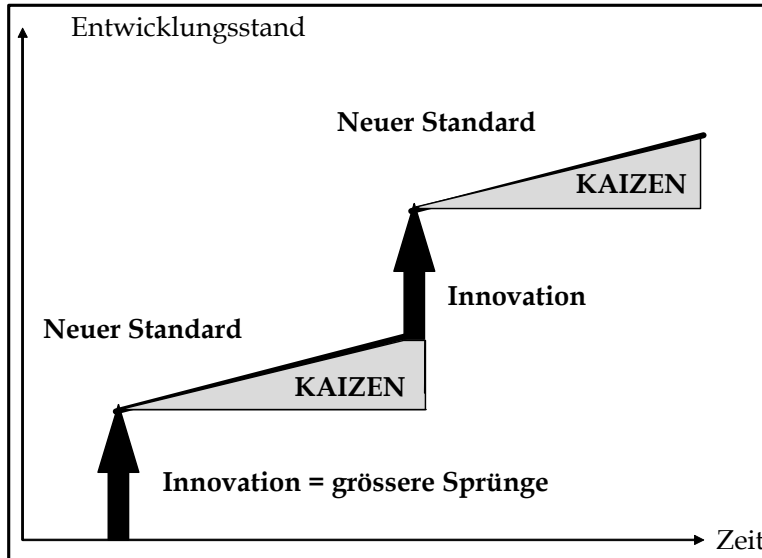 Entwicklungsstand
Neuer Standard
KAIZEN
Innovation
Neuer Standard
KAIZEN
Innovation = grössere Sprünge
Zeit